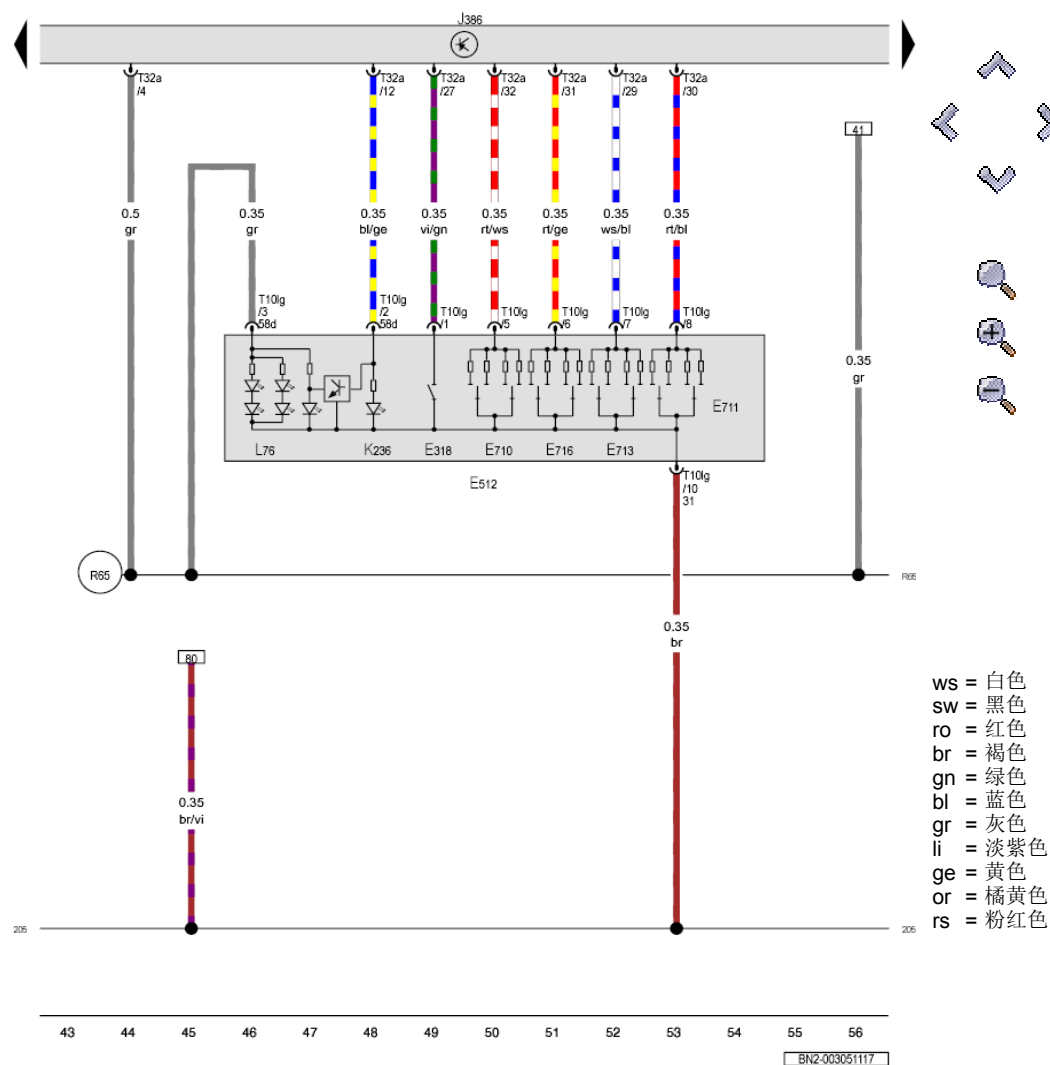 J386
T32a
/4
T32a
/12
T32a
/27
T32a
/32
T32a
/31
T32a
/29
T32a
/30
41
0.5
gr
0.35
gr
0.35
bl/ge
0.35
vi/gn
0.35
rt/ws
0.35
rt/ge
0.35
ws/bl
0.35
rt/bl
T10lg
/3
58d
T10lg
/2
58d
T10lg
/1
T10lg
/5
T10lg
/6
T10lg
/7
T10lg
/8
0.35
gr
E711
L76
K236
E318
E710
E716
E713
E512
T10lg
/10
31
R65
R65
0.35
br
80
0.35
br/vi
ws = 白色
sw = 黑色
ro = 红色
br = 褐色
gn = 绿色
bl = 蓝色
gr = 灰色
li = 淡紫色
ge = 黄色
or = 橘黄色
rs = 粉红色
205
205
43 44 45 46 47 48 49 50 51 52 53 54 55 56
BN2-003051117